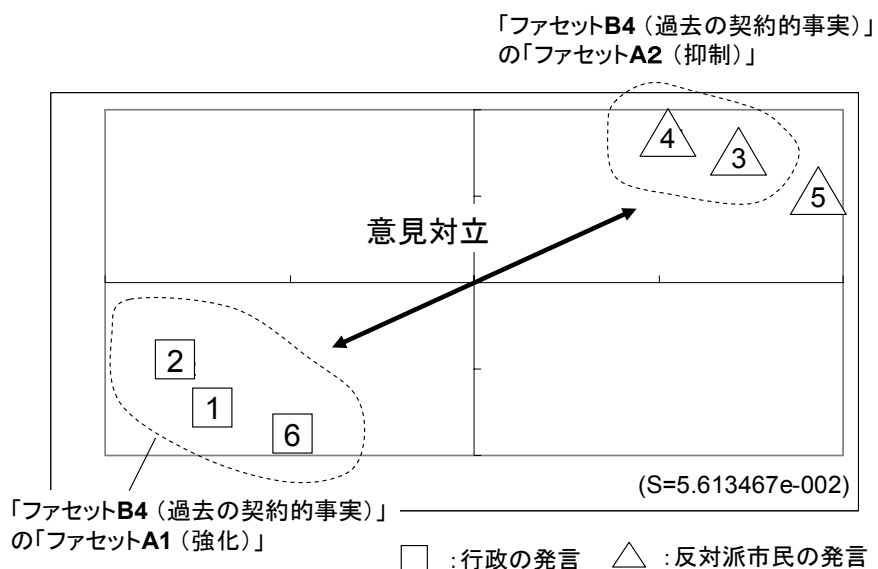 「ファセットB4（過去の契約的事実）」
の「ファセットA2（抑制）」
4
3
5
意見対立
2
1
6
(S=5.613467e-002)
「ファセットB4（過去の契約的事実）」
の「ファセットA1（強化）」
:行政の発言
:反対派市民の発言